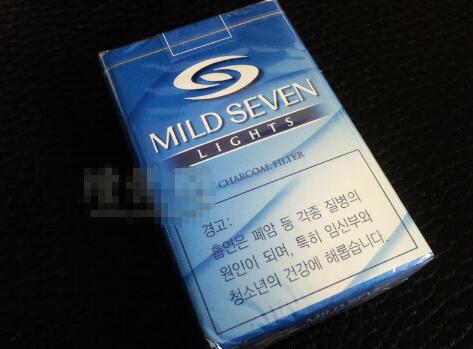 MILD SEVEN
LIGHTS
CHARCOAL FILTER
경고:
흡연은 폐암 등 각종 질병의
원인이 되며, 특히 임신부와
청소년의 건강에 해롭습니다.
MILD SEVEN